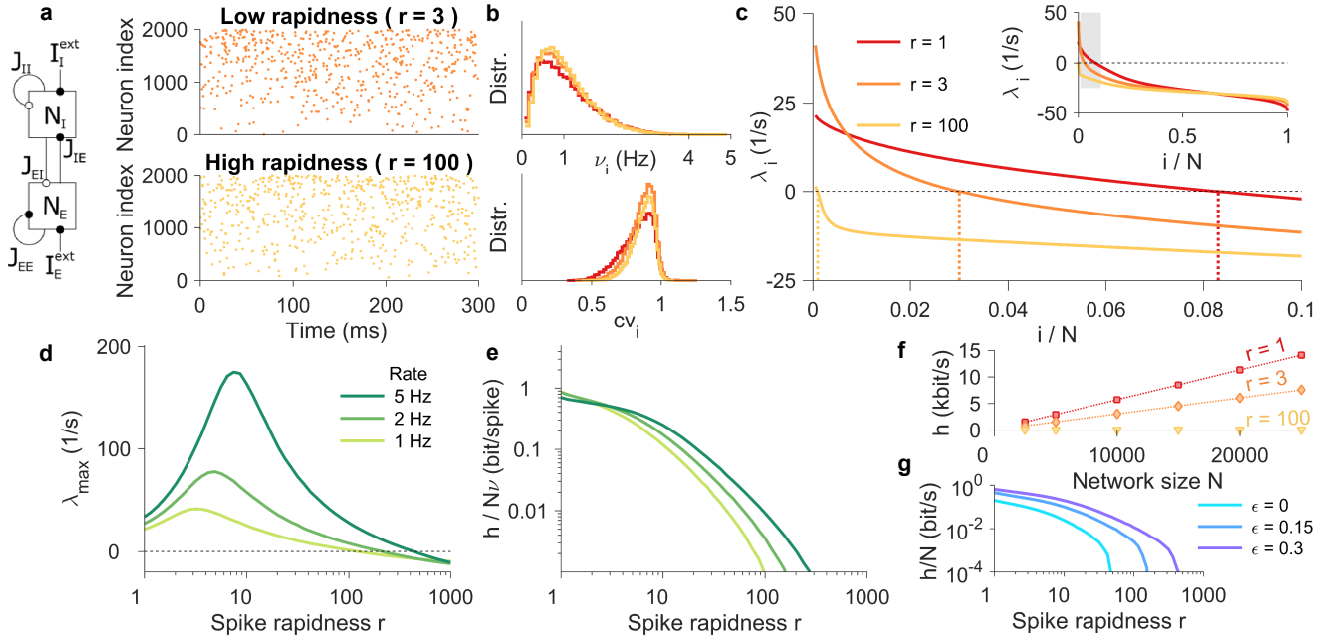 a
I_I^ext
J_II
N_I
J_IE
J_EI
N_E
J_EE
I_E^ext
Low rapidness ( r = 3 )
Neuron index
2000
1000
0
High rapidness ( r = 100 )
Neuron index
2000
1000
0
0 100 200 300
Time (ms)
b
Distr.
0 1 2 3 4 5
ν_i (Hz)
Distr.
0 0.5 1 1.5
cv_i
c
λ_i (1/s)
50
25
0
-25
0 0.02 0.04 0.06 0.08 0.1
i / N
r = 1
r = 3
r = 100
λ_i (1/s)
50
0
-50
0 0.5 1
i / N
d
λ_max (1/s)
200
100
0
1 10 100 1000
Spike rapidness r
Rate
5 Hz
2 Hz
1 Hz
e
h / Nν (bit/spike)
1
0.1
0.01
1 10 100 1000
Spike rapidness r
f
h (kbit/s)
15
10
5
0
r = 1
r = 3
r = 100
10000 20000
Network size N
g
h/N (bit/s)
10^0
10^-2
10^-4
1 10 100 1000
Spike rapidness r
ϵ = 0
ϵ = 0.15
ϵ = 0.3